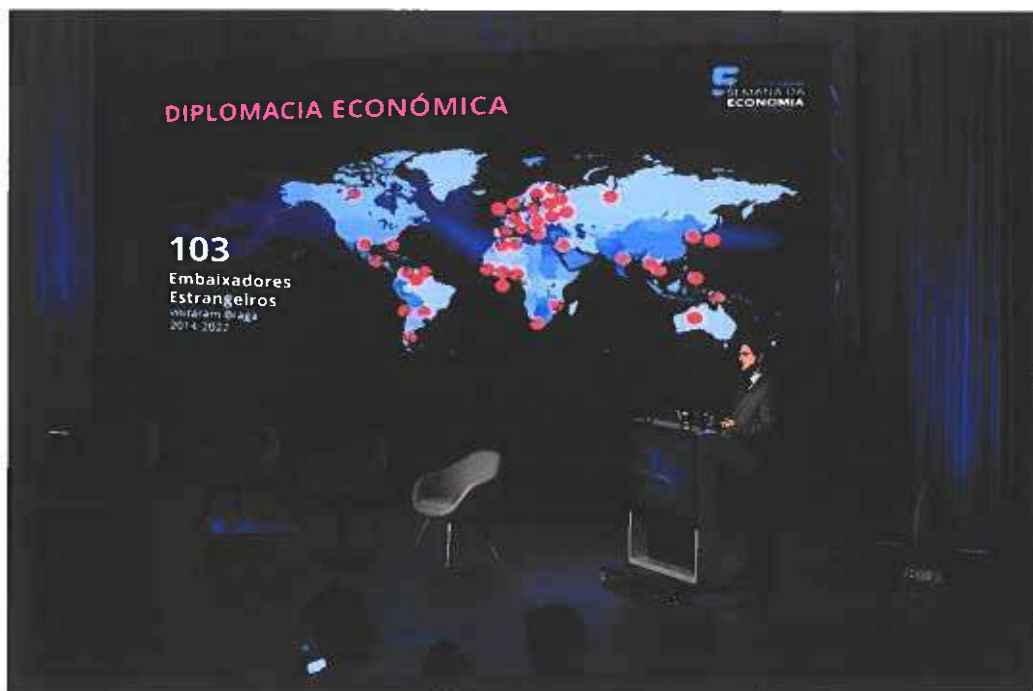 DIPLOMACIA ECONÓMICA
SEMANA DA
ECONOMIA
103
Embaixadores
Estrangeiros
visitaram Braga
2014-2022